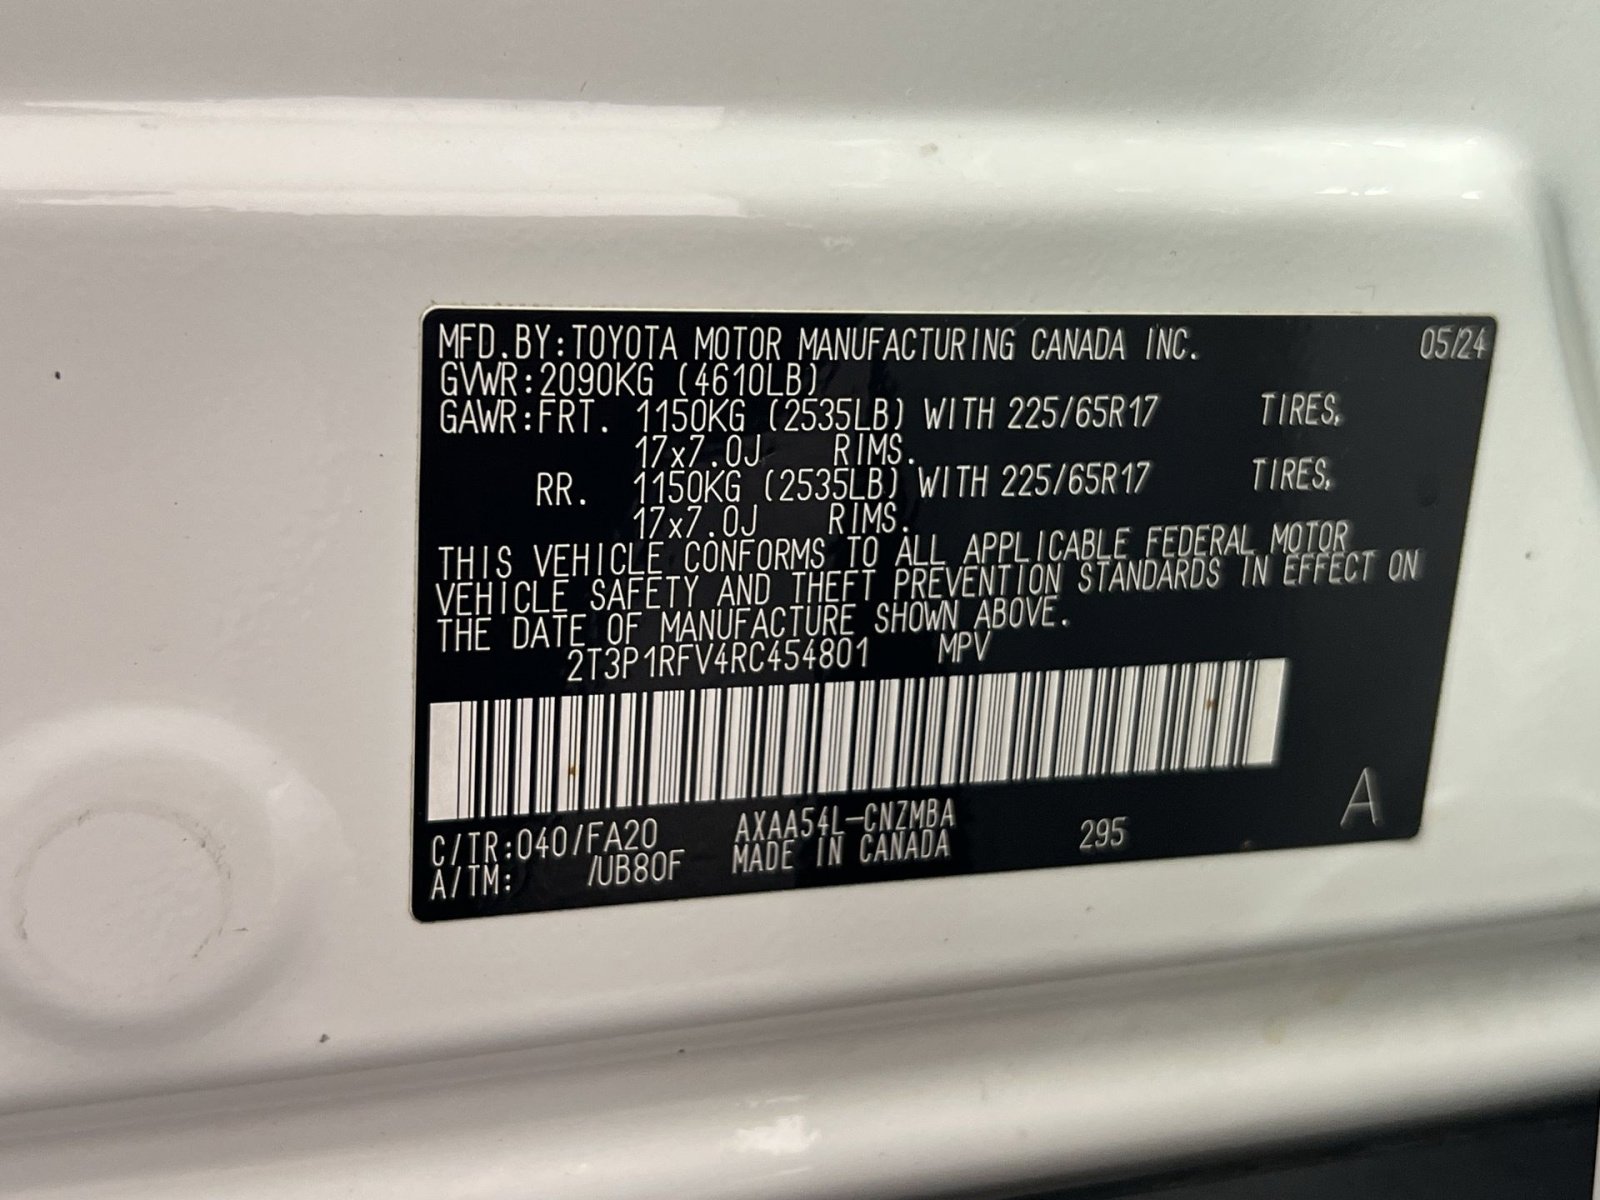 MFD.BY:TOYOTA MOTOR MANUFACTURING CANADA INC. 05/24
GVWR:2090KG (4610LB)
GAWR:FRT. 1150KG (2535LB) WITH 225/65R17 TIRES,
17x7.0J RIMS.
RR. 1150KG (2535LB) WITH 225/65R17 TIRES,
17x7.0J RIMS.
THIS VEHICLE CONFORMS TO ALL APPLICABLE FEDERAL MOTOR
VEHICLE SAFETY AND THEFT PREVENTION STANDARDS IN EFFECT ON
THE DATE OF MANUFACTURE SHOWN ABOVE.
2T3P1RFV4RC454801 MPV
C/TR:040/FA20 AXAA54L-CNZMBA 295 A
A/TM: /UB80F MADE IN CANADA